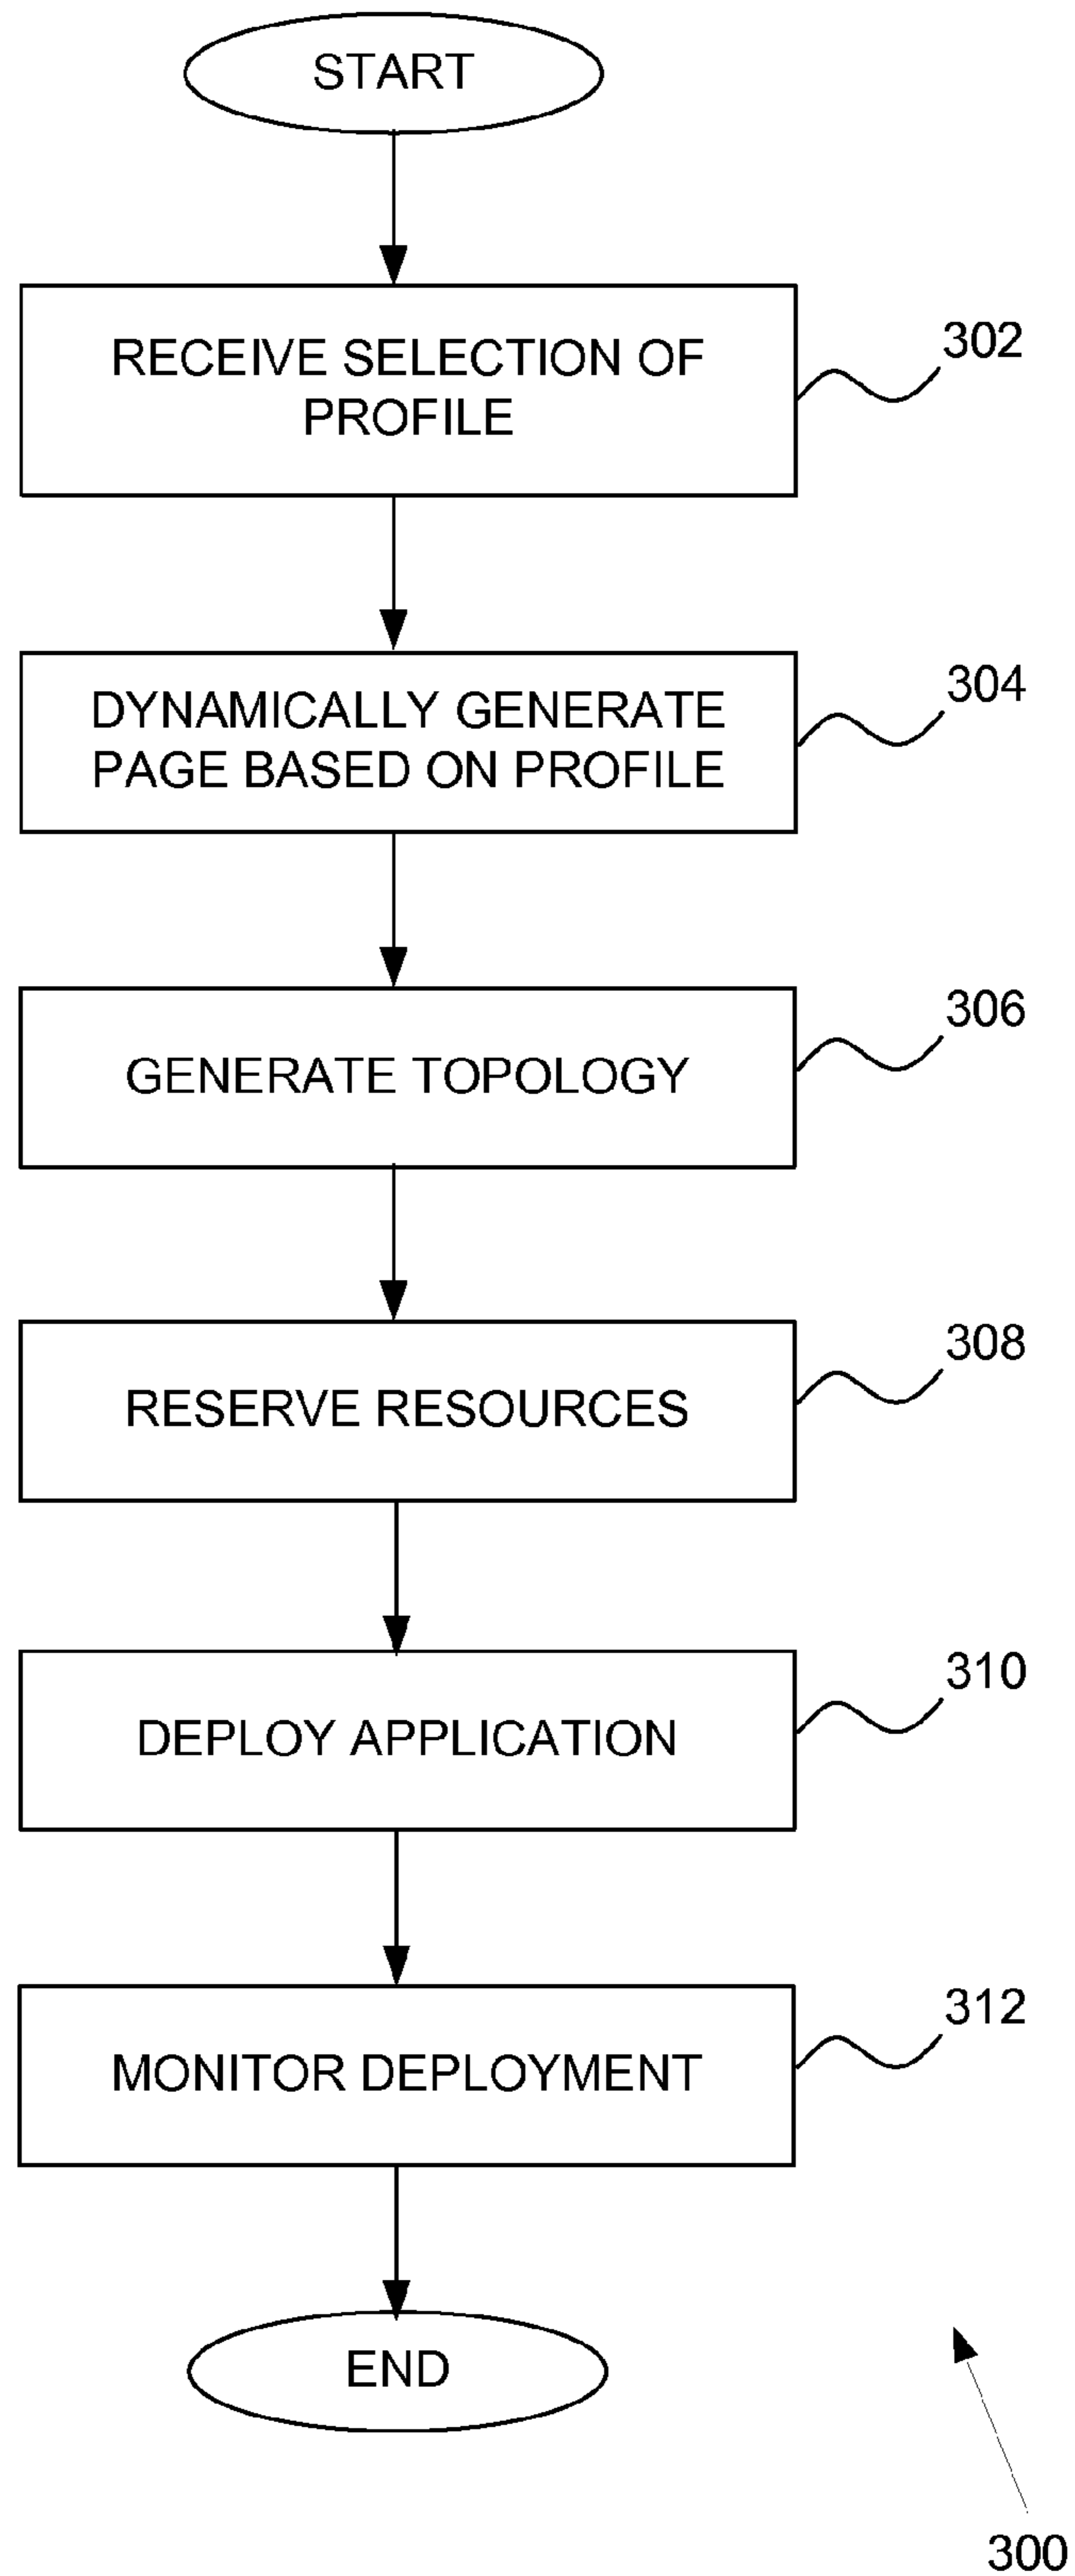 START
RECEIVE SELECTION OF
PROFILE
302
DYNAMICALLY GENERATE
PAGE BASED ON PROFILE
304
GENERATE TOPOLOGY
306
RESERVE RESOURCES
308
DEPLOY APPLICATION
310
MONITOR DEPLOYMENT
312
END
300